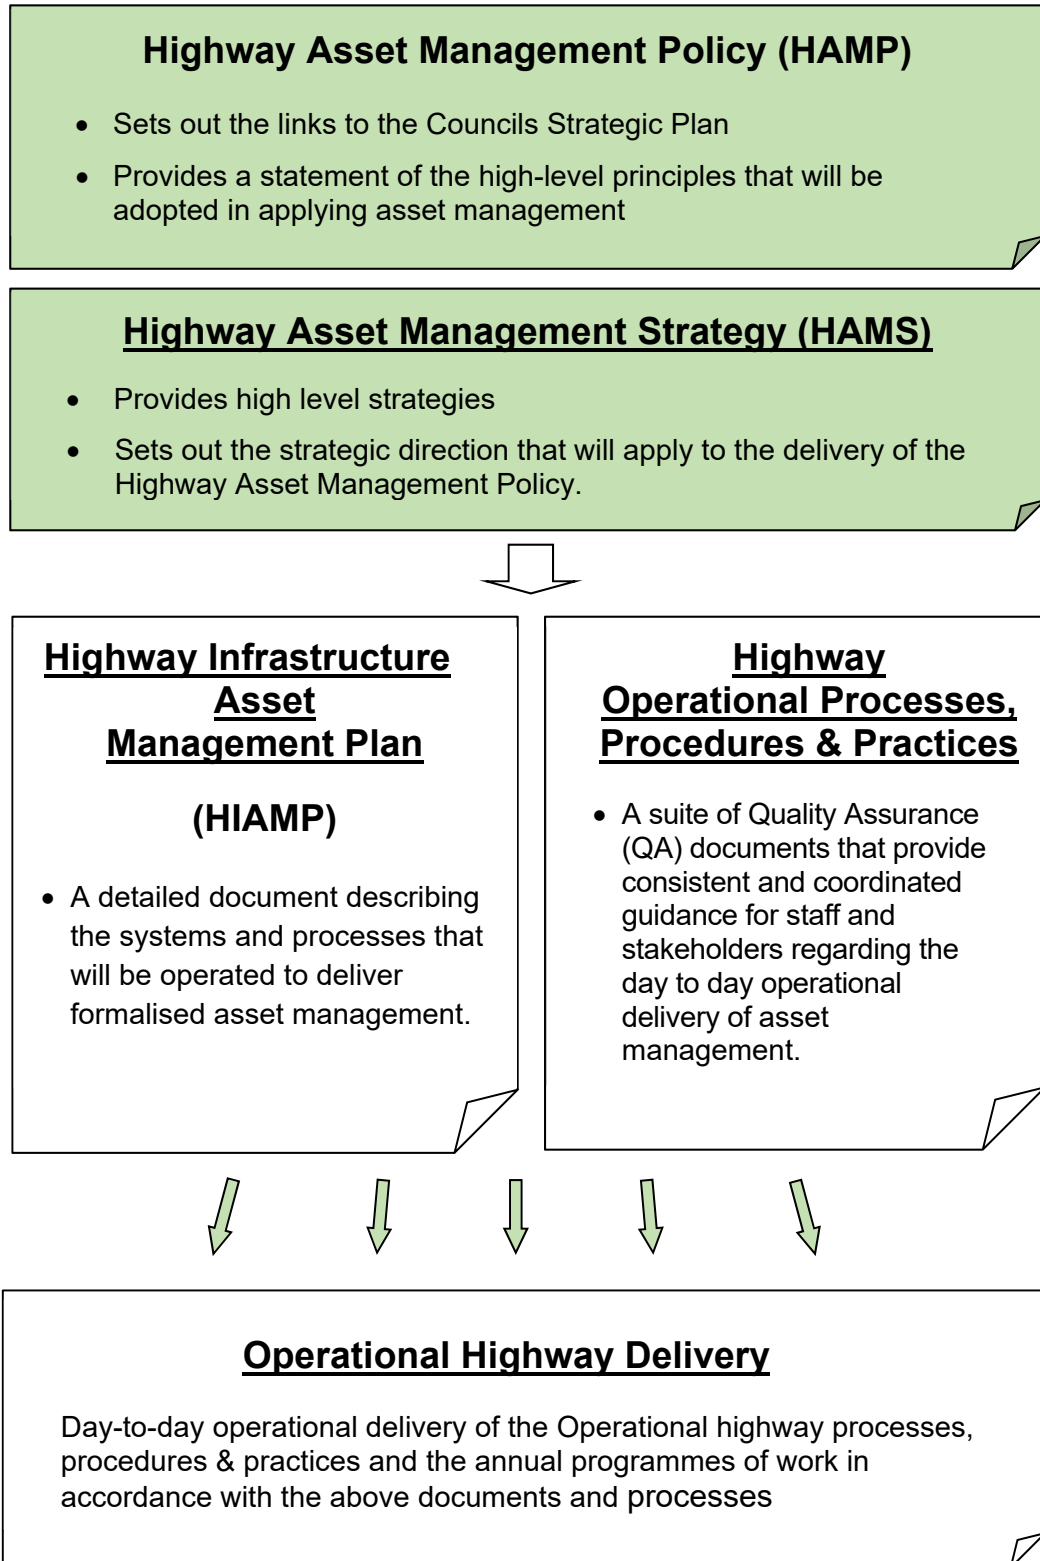 Highway Asset Management Policy (HAMP)
• Sets out the links to the Councils Strategic Plan
• Provides a statement of the high-level principles that will be
adopted in applying asset management
Highway Asset Management Strategy (HAMS)
• Provides high level strategies
• Sets out the strategic direction that will apply to the delivery of the
Highway Asset Management Policy.
Highway Infrastructure
Asset
Management Plan
(HIAMP)
• A detailed document describing
the systems and processes that
will be operated to deliver
formalised asset management.
Highway
Operational Processes,
Procedures & Practices
• A suite of Quality Assurance
(QA) documents that provide
consistent and coordinated
guidance for staff and
stakeholders regarding the
day to day operational
delivery of asset
management.
Operational Highway Delivery
Day-to-day operational delivery of the Operational highway processes,
procedures & practices and the annual programmes of work in
accordance with the above documents and processes